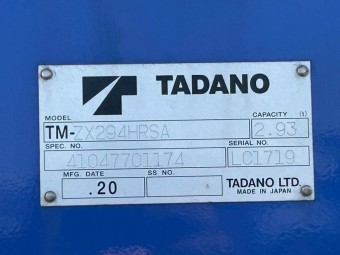 TADANO
MODEL
CAPACITY (t)
TM-ZX294HRSA
2.93
SPEC. NO.
SERIAL NO.
41047701174
LC1719
MFG. DATE
SS NO.
.20
TADANO LTD.
MADE IN JAPAN